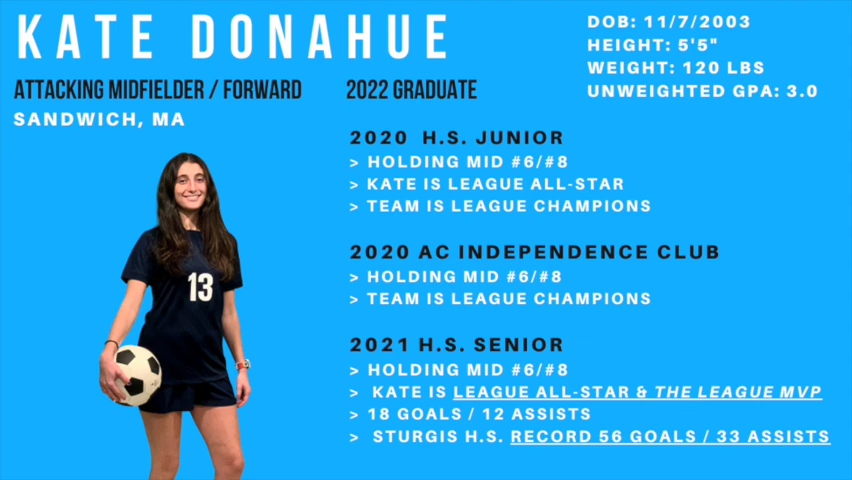 KATE DONAHUE
ATTACKING MIDFIELDER / FORWARD
2022 GRADUATE
SANDWICH, MA
DOB: 11/7/2003
HEIGHT: 5'5"
WEIGHT: 120 LBS
UNWEIGHTED GPA: 3.0
2020 H.S. JUNIOR
> HOLDING MID #6/#8
> KATE IS LEAGUE ALL-STAR
> TEAM IS LEAGUE CHAMPIONS
2020 AC INDEPENDENCE CLUB
> HOLDING MID #6/#8
> TEAM IS LEAGUE CHAMPIONS
2021 H.S. SENIOR
> HOLDING MID #6/#8
> KATE IS LEAGUE ALL-STAR & THE LEAGUE MVP
> 18 GOALS / 12 ASSISTS
> STURGIS H.S. RECORD 56 GOALS / 33 ASSISTS
13